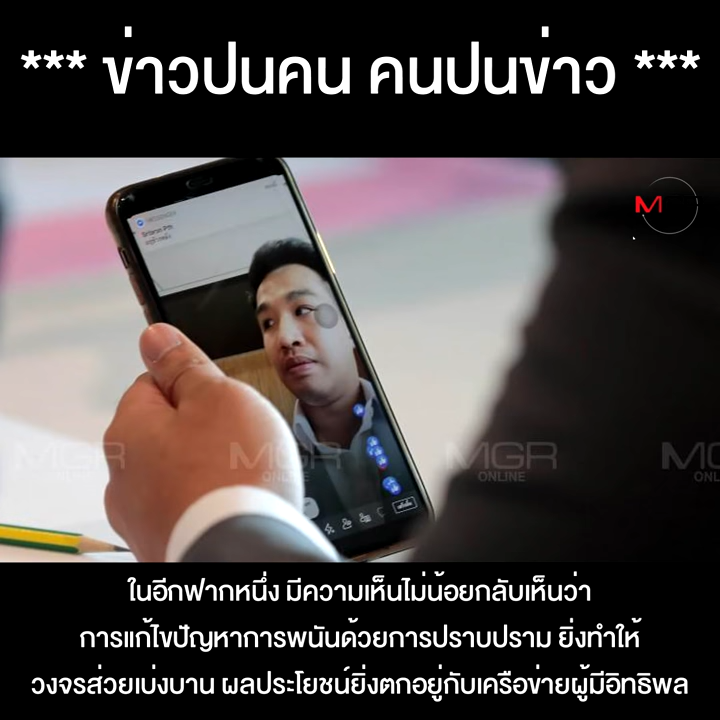 *** ข่าวปนคน คนปนข่าว ***
M
MGR
ONLINE
MGR
ONLINE
MGR
ONLINE
ในอีกฟากหนึ่ง มีความเห็นไม่น้อยกลับเห็นว่า
การแก้ไขปัญหาการพนันด้วยการปราบปราม ยิ่งทำให้
วงจรส่วยเบ่งบาน ผลประโยชน์ยิ่งตกอยู่กับเครือข่ายผู้มีอิทธิพล